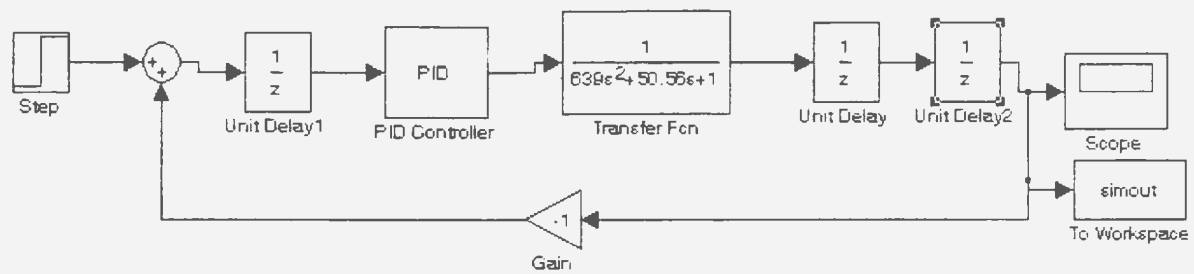 Step
+
+
1
z
Unit Delay1
PID
PID Controller
1
639s²+50.56s+1
Transfer Fcn
1
z
Unit Delay
1
z
Unit Delay2
Scope
simout
To Workspace
-1
Gain